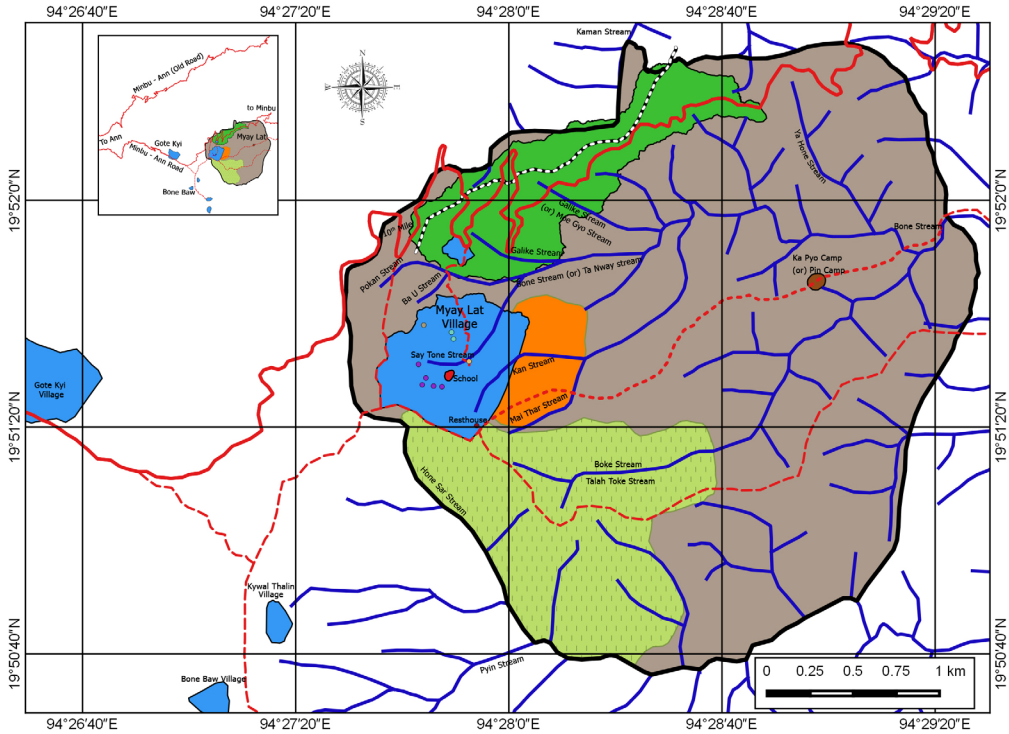 94°26'40"E
94°27'20"E
94°28'0"E
94°28'40"E
94°29'20"E
Kaman Stream
Minbu - Ann (Old Road)
to Minbu
To Ann
Gote Kyi
Myay Lat
Minbu - Ann Road
Bone Baw
N
E
S
W
Ya Hone Stream
19°52'0"N
19°52'0"N
Galike Stream
(or) Mee Gyo Stream
10th Mile
Bone Stream
Galike Stream
Pokan Stream
Ba U Stream
Bone Stream (or) Ta Nway stream
Ka Pyo Camp
(or) Pin Camp
Myay Lat
Village
Say Tone Stream
School
Kan Stream
Gote Kyi
Village
Mai Thar Stream
Resthouse
19°51'20"N
19°51'20"N
Boke Stream
Talah Toke Stream
Hone Sar Stream
Kywal Thalin
Village
19°50'40"N
19°50'40"N
Pyin Stream
Bone Baw Village
0 0.25 0.5 0.75 1 km
94°26'40"E
94°27'20"E
94°28'0"E
94°28'40"E
94°29'20"E